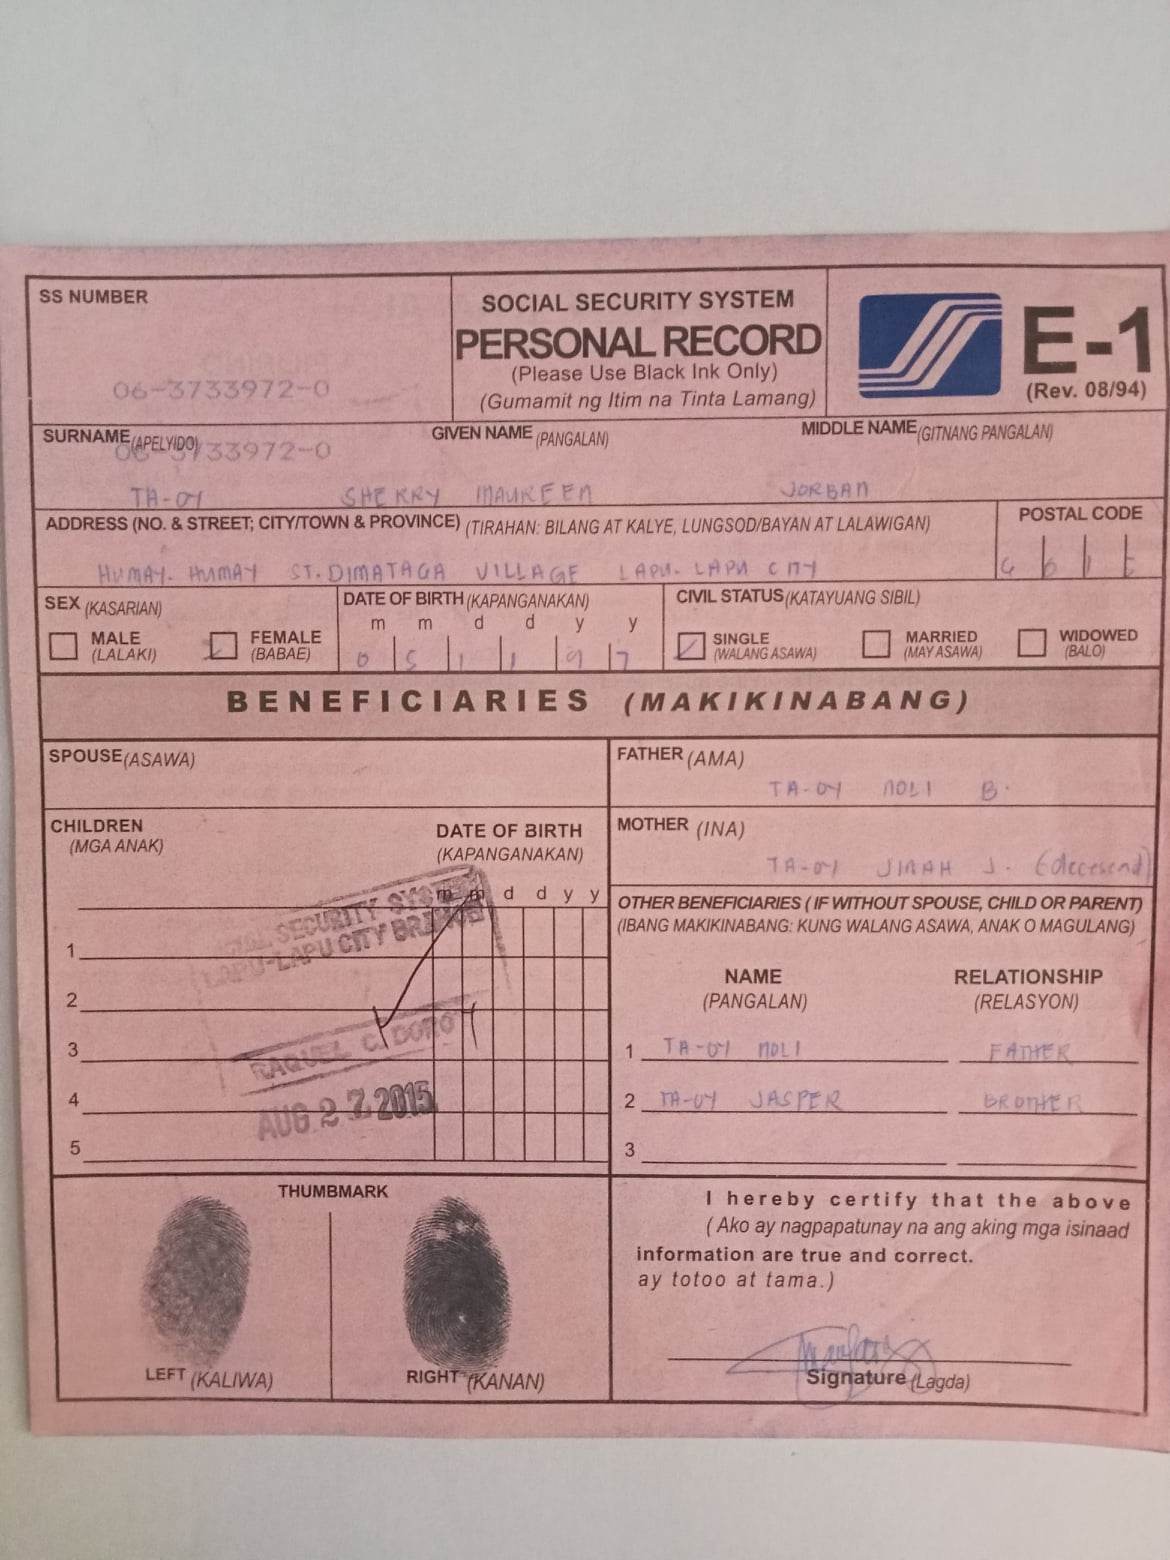 SS NUMBER
06-3733972-0
SOCIAL SECURITY SYSTEM
PERSONAL RECORD
(Please Use Black Ink Only)
(Gumamit ng Itim na Tinta Lamang)
E-1
(Rev. 08/94)
SURNAME (APELYIDO)
06-3733972-0
GIVEN NAME (PANGALAN)
MIDDLE NAME (GITNANG PANGALAN)
TA-OY SHERRY MAUREEN JORBAN
ADDRESS (NO. & STREET; CITY/TOWN & PROVINCE) (TIRAHAN: BILANG AT KALYE, LUNGSOD/BAYAN AT LALAWIGAN)
POSTAL CODE
HUMAY-HUMAY ST. DIMATAGA VILLAGE LAPU-LAPU CITY
SEX (KASARIAN)
MALE
(LALAKI)
FEMALE
(BABAE)
DATE OF BIRTH (KAPANGANAKAN)
m m d d y y
0 5 1 1 9 7
CIVIL STATUS (KATAYUANG SIBIL)
SINGLE
(WALANG ASAWA)
MARRIED
(MAY ASAWA)
WIDOWED
(BALO)
BENEFICIARIES (MAKIKINABANG)
SPOUSE (ASAWA)
FATHER (AMA)
TA-OY NOLI B.
CHILDREN
(MGA ANAK)
DATE OF BIRTH
(KAPANGANAKAN)
m m d d y y
1
2
3
4
5
SOCIAL SECURITY SYSTEM
LAPU-LAPU CITY BRANCH
RAQUEL C. DOROY
AUG 27 2015
MOTHER (INA)
TA-OY JINAH J.
OTHER BENEFICIARIES (IF WITHOUT SPOUSE, CHILD OR PARENT)
(IBANG MAKIKINABANG: KUNG WALANG ASAWA, ANAK O MAGULANG)
NAME
(PANGALAN)
RELATIONSHIP
(RELASYON)
1 TA-OY NOLI FATHER
2 TA-OY JASPER BROTHER
3
THUMBMARK
LEFT (KALIWA)
RIGHT (KANAN)
I hereby certify that the above
(Ako ay nagpapatunay na ang aking mga isinaad
information are true and correct.
ay totoo at tama.)
Signature (Lagda)